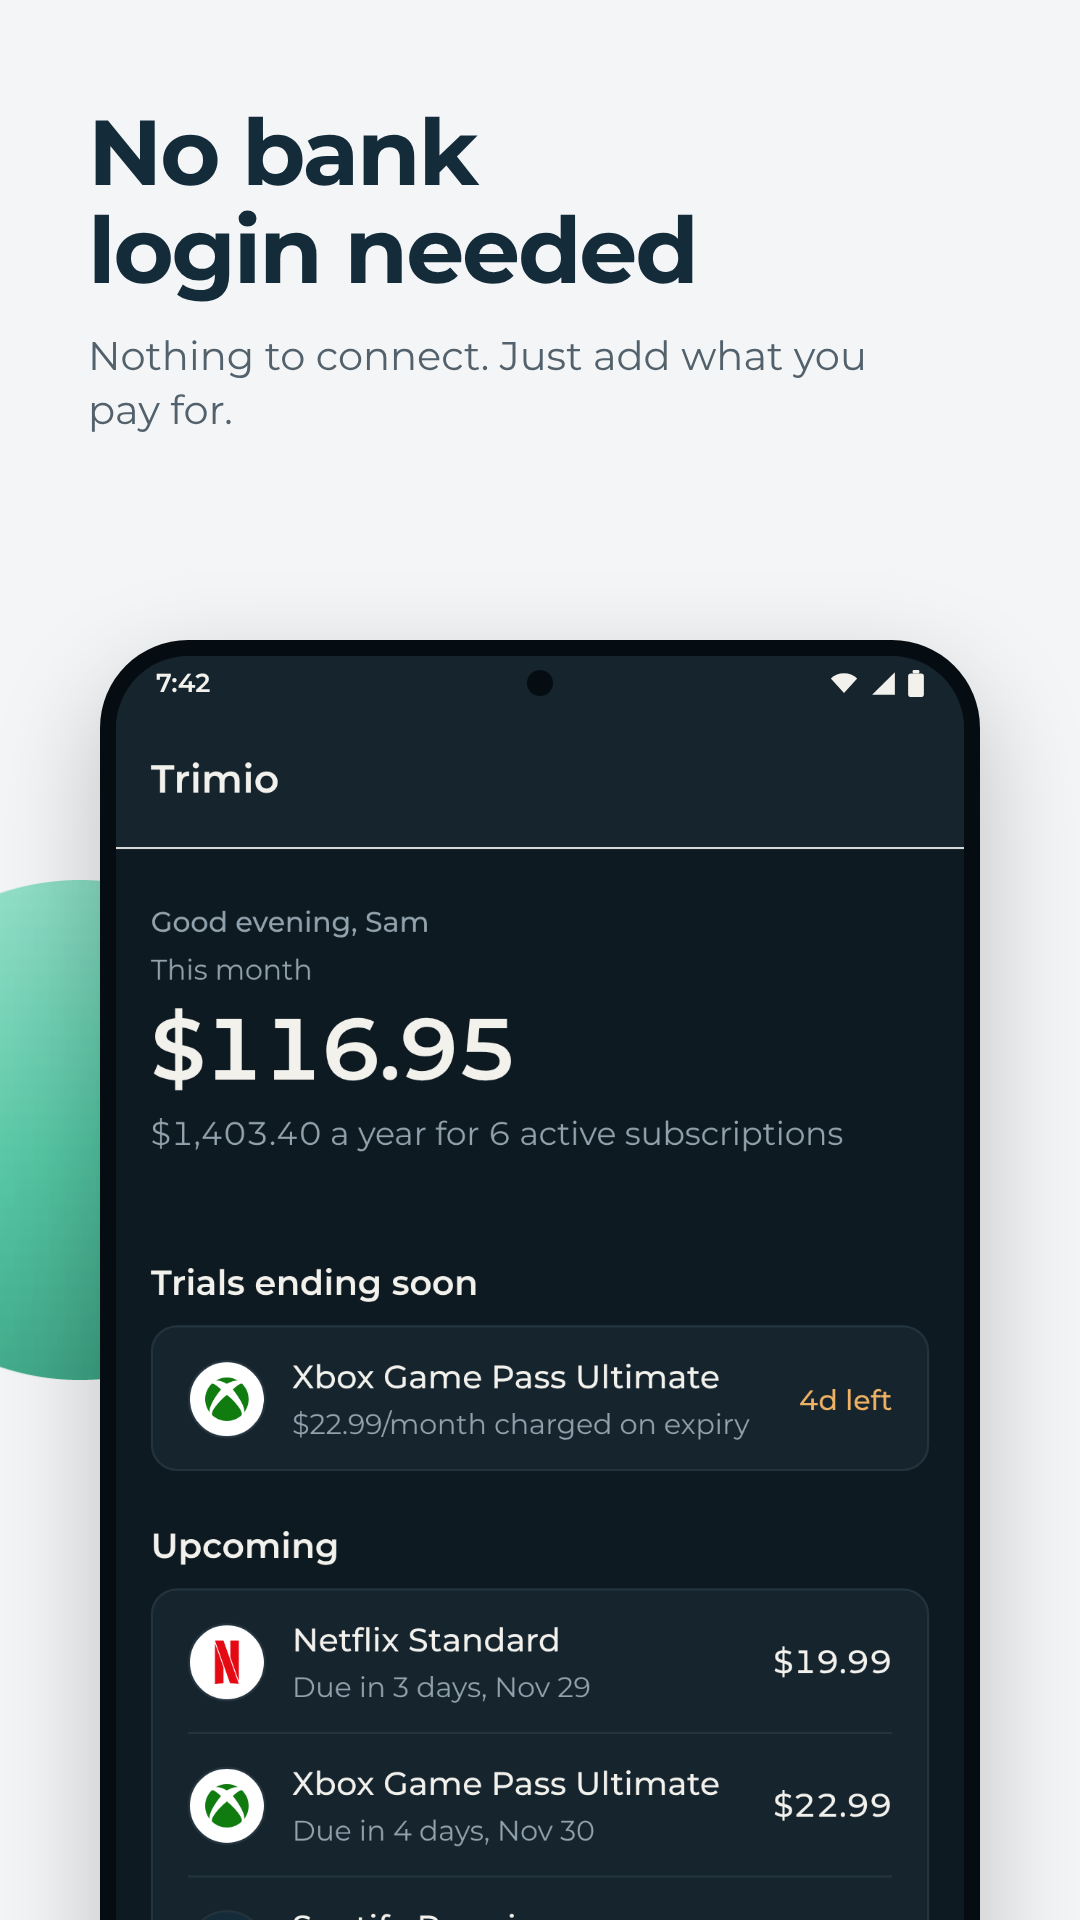 No bank
login needed
Nothing to connect. Just add what you
pay for.
7:42
Trimio
Good evening, Sam
This month
$116.95
$1,403.40 a year for 6 active subscriptions
Trials ending soon
Xbox Game Pass Ultimate
$22.99/month charged on expiry
4d left
Upcoming
Netflix Standard
Due in 3 days, Nov 29
$19.99
Xbox Game Pass Ultimate
Due in 4 days, Nov 30
$22.99